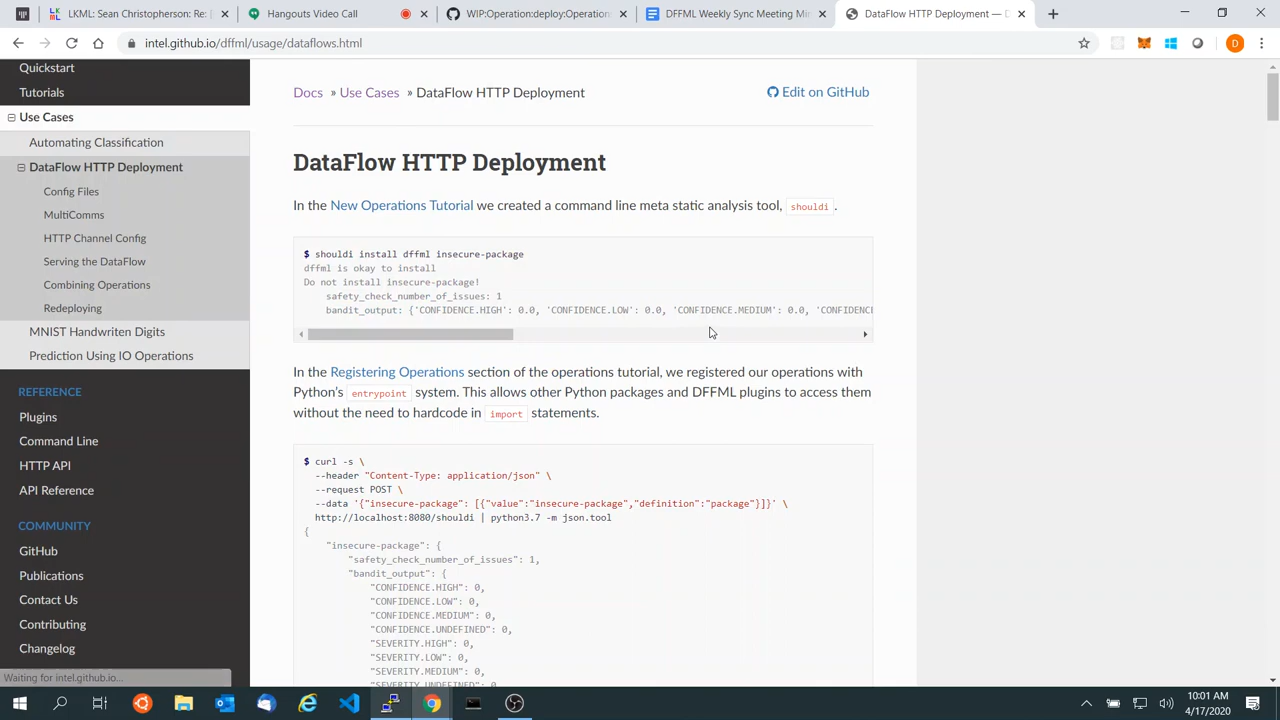 LKML: Sean Christopherson: Re: [
Hangouts Video Call
WIP:Operation:deploy:Operation
DFFML Weekly Sync Meeting Mi
DataFlow HTTP Deployment —
intel.github.io/dffml/usage/dataflows.html
D
Quickstart
Tutorials
Use Cases
Automating Classification
DataFlow HTTP Deployment
Config Files
MultiComms
HTTP Channel Config
Serving the DataFlow
Combining Operations
Redeploying
MNIST Handwriten Digits
Prediction Using IO Operations
REFERENCE
Plugins
Command Line
HTTP API
API Reference
COMMUNITY
GitHub
Publications
Contact Us
Contributing
Changelog
Waiting for intel.github.io...
Docs » Use Cases » DataFlow HTTP Deployment
Edit on GitHub
DataFlow HTTP Deployment
In the New Operations Tutorial we created a command line meta static analysis tool, shouldi .
$ shouldi install dffml insecure-package
dffml is okay to install
Do not install insecure-package!
safety_check_number_of_issues: 1
bandit_output: {'CONFIDENCE.HIGH': 0.0, 'CONFIDENCE.LOW': 0.0, 'CONFIDENCE.MEDIUM': 0.0, 'CONFIDENCE
In the Registering Operations section of the operations tutorial, we registered our operations with
Python's entrypoint system. This allows other Python packages and DFFML plugins to access them
without the need to hardcode in import statements.
$ curl -s \
--header "Content-Type: application/json" \
--request POST \
--data '{"insecure-package": [{"value":"insecure-package","definition":"package"}]}' \
http://localhost:8080/shouldi | python3.7 -m json.tool
{
"insecure-package": {
"safety_check_number_of_issues": 1,
"bandit_output": {
"CONFIDENCE.HIGH": 0,
"CONFIDENCE.LOW": 0,
"CONFIDENCE.MEDIUM": 0,
"CONFIDENCE.UNDEFINED": 0,
"SEVERITY.HIGH": 0,
"SEVERITY.LOW": 0,
"SEVERITY.MEDIUM": 0,
"SEVERITY.UNDEFINED": 0,
10:01 AM
4/17/2020